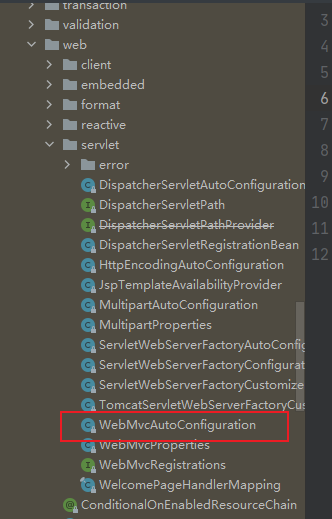 transaction
validation
web
client
embedded
format
reactive
servlet
error
DispatcherServletAutoConfiguration
DispatcherServletPath
DispatcherServletPathProvider
DispatcherServletRegistrationBean
HttpEncodingAutoConfiguration
JspTemplateAvailabilityProvider
MultipartAutoConfiguration
MultipartProperties
ServletWebServerFactoryAutoConfig
ServletWebServerFactoryConfigurat
ServletWebServerFactoryCustomize
TomcatServletWebServerFactoryCus
WebMvcAutoConfiguration
WebMvcProperties
WebMvcRegistrations
WelcomePageHandlerMapping
ConditionalOnEnabledResourceChain
3
4
5
6
7
8
9
10
11
12